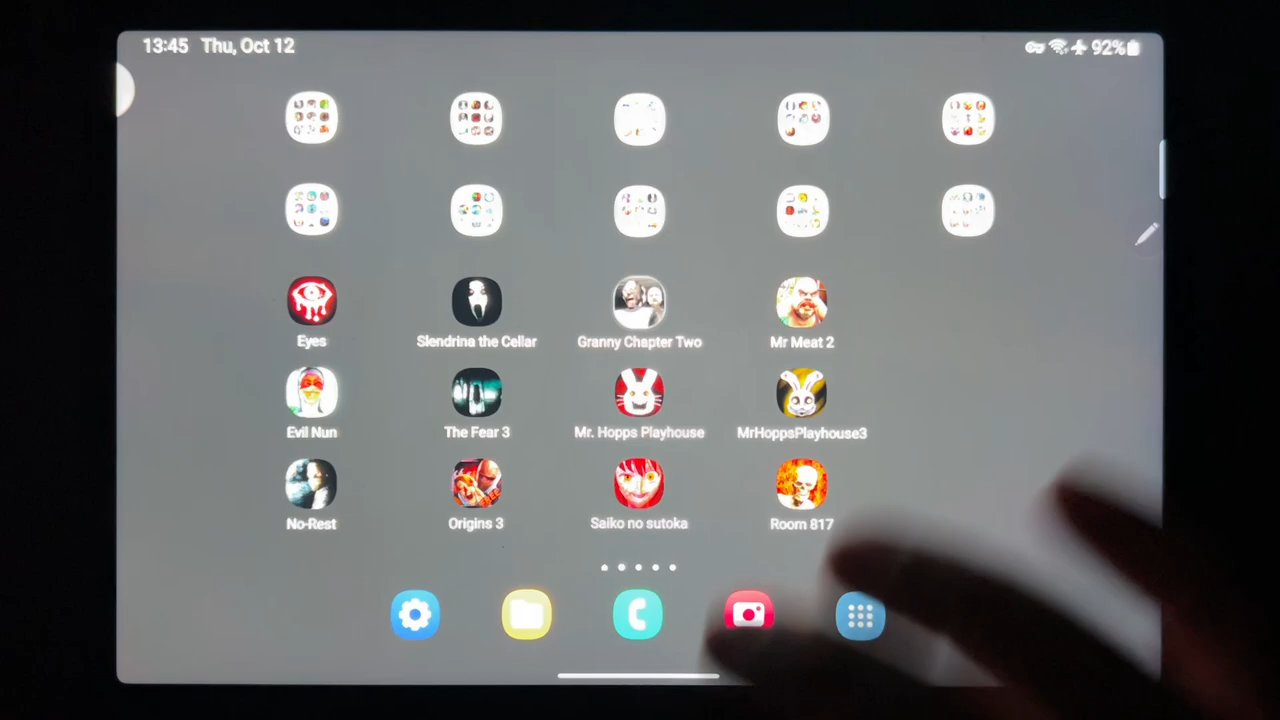 13:45 Thu, Oct 12 92%
Eyes Slendrina the Cellar Granny Chapter Two Mr Meat 2
Evil Nun The Fear 3 Mr. Hopps Playhouse MrHoppsPlayhouse3
No-Rest Origins 3 Saiko no sutoka Room 817